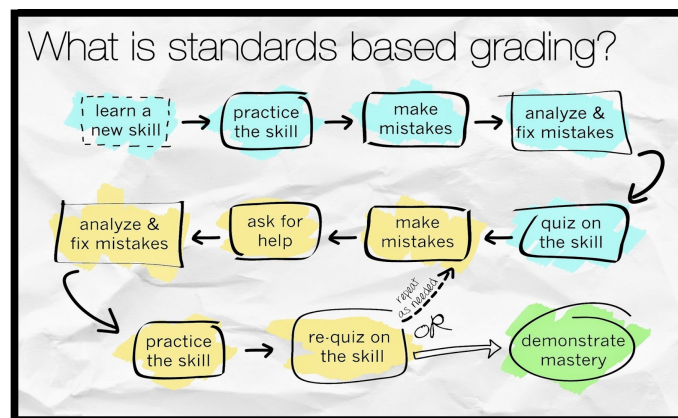 What is standards based grading?
learn a
new skill
practice
the skill
make
mistakes
analyze &
fix mistakes
quiz on
the skill
make
mistakes
ask for
help
analyze &
fix mistakes
practice
the skill
re-quiz on
the skill
repeat
as needed
OR
demonstrate
mastery